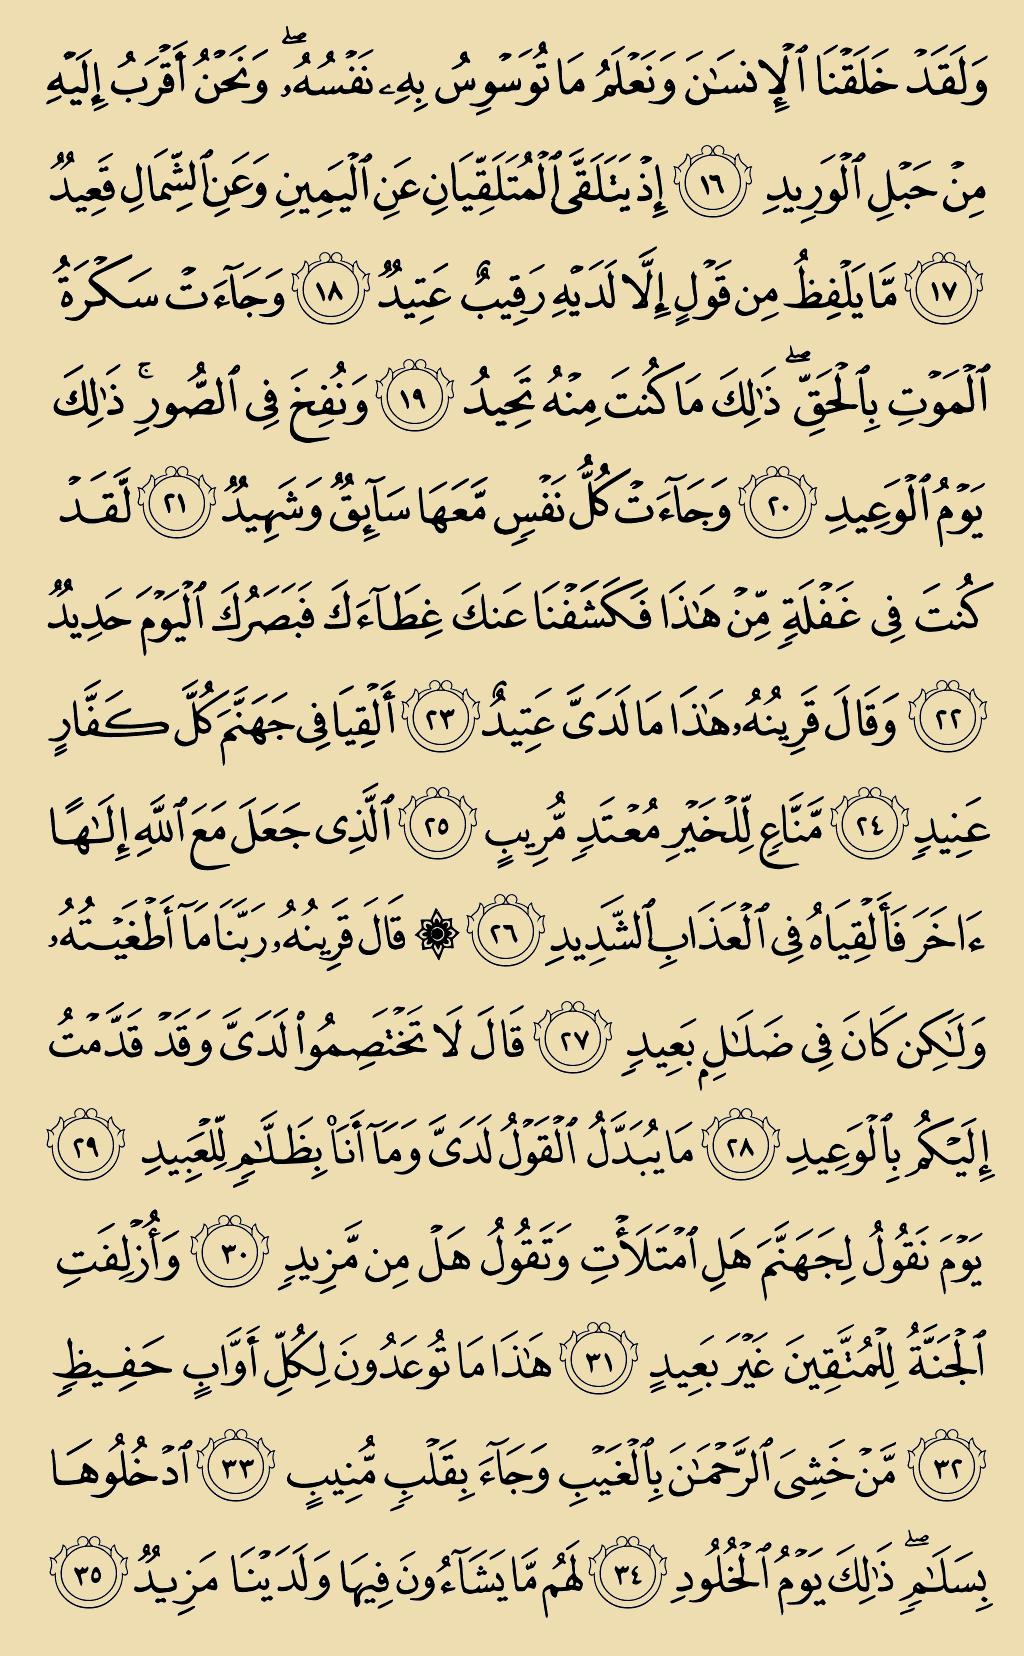 وَلَقَدۡ خَلَقۡنَا ٱلۡإِنسَٰنَ وَنَعۡلَمُ مَا تُوَسۡوِسُ بِهِۦ نَفۡسُهُۥۖ وَنَحۡنُ أَقۡرَبُ إِلَيۡهِ
مِنۡ حَبۡلِ ٱلۡوَرِيدِ ١٦ إِذۡ يَتَلَقَّى ٱلۡمُتَلَقِّيَانِ عَنِ ٱلۡيَمِينِ وَعَنِ ٱلشِّمَالِ قَعِيدٞ
١٧ مَّا يَلۡفِظُ مِن قَوۡلٍ إِلَّا لَدَيۡهِ رَقِيبٌ عَتِيدٞ ١٨ وَجَآءَتۡ سَكۡرَةُ
ٱلۡمَوۡتِ بِٱلۡحَقِّۖ ذَٰلِكَ مَا كُنتَ مِنۡهُ تَحِيدُ ١٩ وَنُفِخَ فِي ٱلصُّورِۚ ذَٰلِكَ
يَوۡمُ ٱلۡوَعِيدِ ٢٠ وَجَآءَتۡ كُلُّ نَفۡسٖ مَّعَهَا سَآئِقٞ وَشَهِيدٞ ٢١ لَّقَدۡ
كُنتَ فِي غَفۡلَةٖ مِّنۡ هَٰذَا فَكَشَفۡنَا عَنكَ غِطَآءَكَ فَبَصَرُكَ ٱلۡيَوۡمَ حَدِيدٞ
٢٢ وَقَالَ قَرِينُهُۥ هَٰذَا مَا لَدَيَّ عَتِيدٌ ٢٣ أَلۡقِيَا فِي جَهَنَّمَ كُلَّ كَفَّارٍ
عَنِيدٖ ٢٤ مَّنَّاعٖ لِّلۡخَيۡرِ مُعۡتَدٖ مُّرِيبٍ ٢٥ ٱلَّذِي جَعَلَ مَعَ ٱللَّهِ إِلَٰهًا
ءَاخَرَ فَأَلۡقِيَاهُ فِي ٱلۡعَذَابِ ٱلشَّدِيدِ ٢٦ ۞ قَالَ قَرِينُهُۥ رَبَّنَا مَآ أَطۡغَيۡتُهُۥ
وَلَٰكِن كَانَ فِي ضَلَٰلِۭ بَعِيدٖ ٢٧ قَالَ لَا تَخۡتَصِمُواْ لَدَيَّ وَقَدۡ قَدَّمۡتُ
إِلَيۡكُم بِٱلۡوَعِيدِ ٢٨ مَا يُبَدَّلُ ٱلۡقَوۡلُ لَدَيَّ وَمَآ أَنَا۠ بِظَلَّٰمٖ لِّلۡعَبِيدِ ٢٩
يَوۡمَ نَقُولُ لِجَهَنَّمَ هَلِ ٱمۡتَلَأۡتِ وَتَقُولُ هَلۡ مِن مَّزِيدٖ ٣٠ وَأُزۡلِفَتِ
ٱلۡجَنَّةُ لِلۡمُتَّقِينَ غَيۡرَ بَعِيدٍ ٣١ هَٰذَا مَا تُوعَدُونَ لِكُلِّ أَوَّابٍ حَفِيظٖ
٣٢ مَّنۡ خَشِيَ ٱلرَّحۡمَٰنَ بِٱلۡغَيۡبِ وَجَآءَ بِقَلۡبٖ مُّنِيبٍ ٣٣ ٱدۡخُلُوهَا
بِسَلَٰمٖۖ ذَٰلِكَ يَوۡمُ ٱلۡخُلُودِ ٣٤ لَهُم مَّا يَشَآءُونَ فِيهَا وَلَدَيۡنَا مَزِيدٞ ٣٥